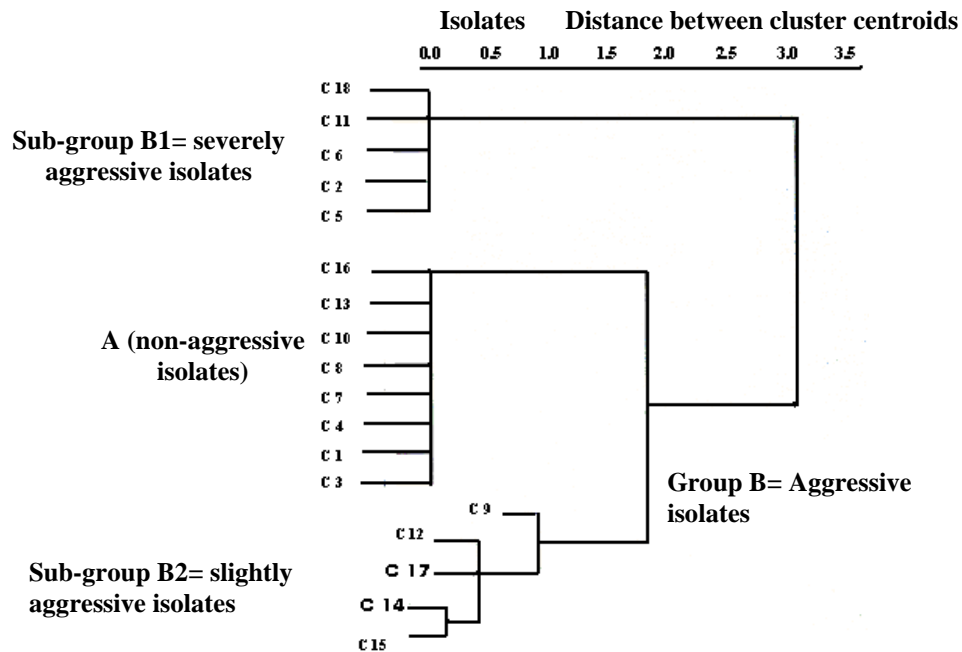 Isolates Distance between cluster centroids
0.0 0.5 1.0 1.5 2.0 2.5 3.0 3.5
C 18
C 11
Sub-group B1= severely
aggressive isolates
C 6
C 2
C 5
C 16
C 13
A (non-aggressive
isolates)
C 10
C 8
C 7
C 4
C 1
C 3
Group B= Aggressive
isolates
C 9
C 12
C 17
Sub-group B2= slightly
aggressive isolates
C 14
C 15